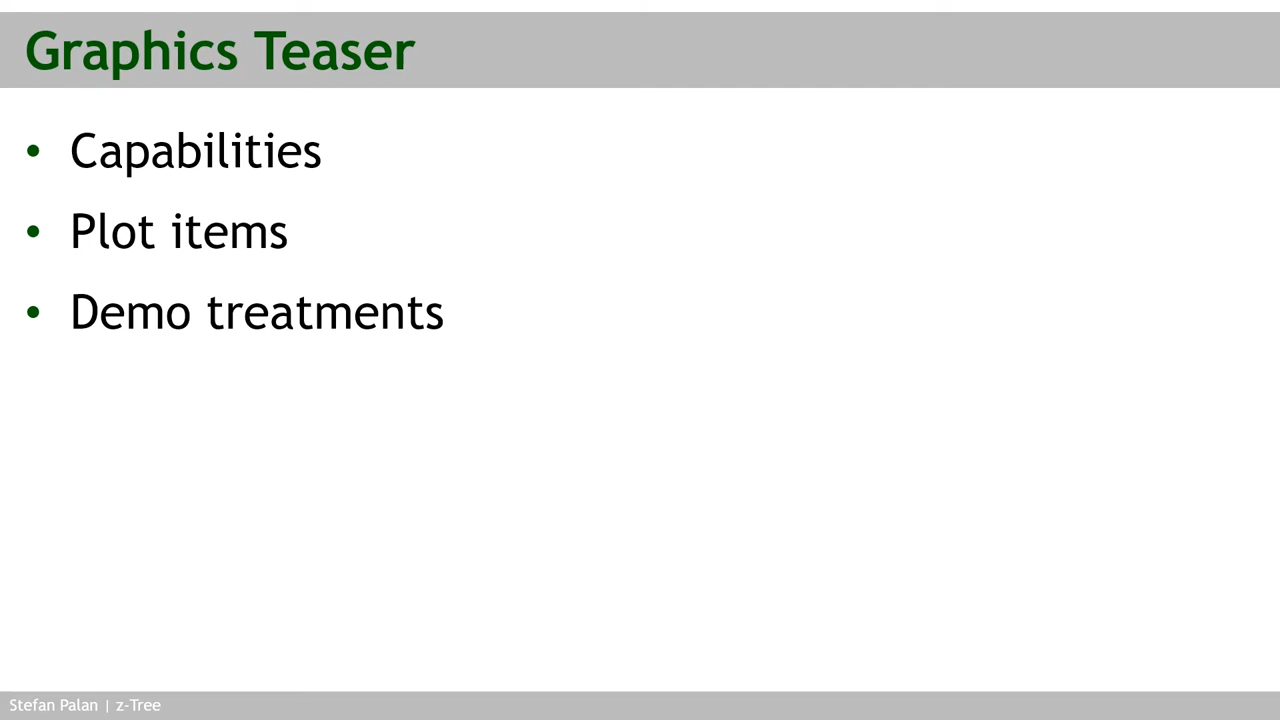 Graphics Teaser
• Capabilities
• Plot items
• Demo treatments
Stefan Palan | z-Tree